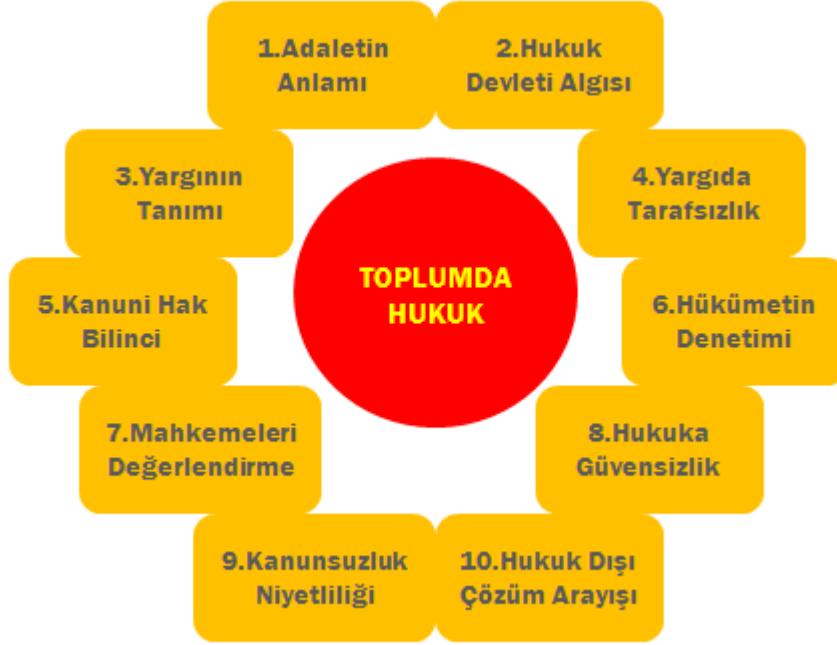 1.Adaletin
Anlamı
2.Hukuk
Devleti Algısı
3.Yargının
Tanımı
4.Yargıda
Tarafsızlık
TOPLUMDA
HUKUK
5.Kanuni Hak
Bilinci
6.Hükümetin
Denetimi
7.Mahkemeleri
Değerlendirme
8.Hukuka
Güvensizlik
9.Kanunsuzluk
Niyetliliği
10.Hukuk Dışı
Çözüm Arayışı